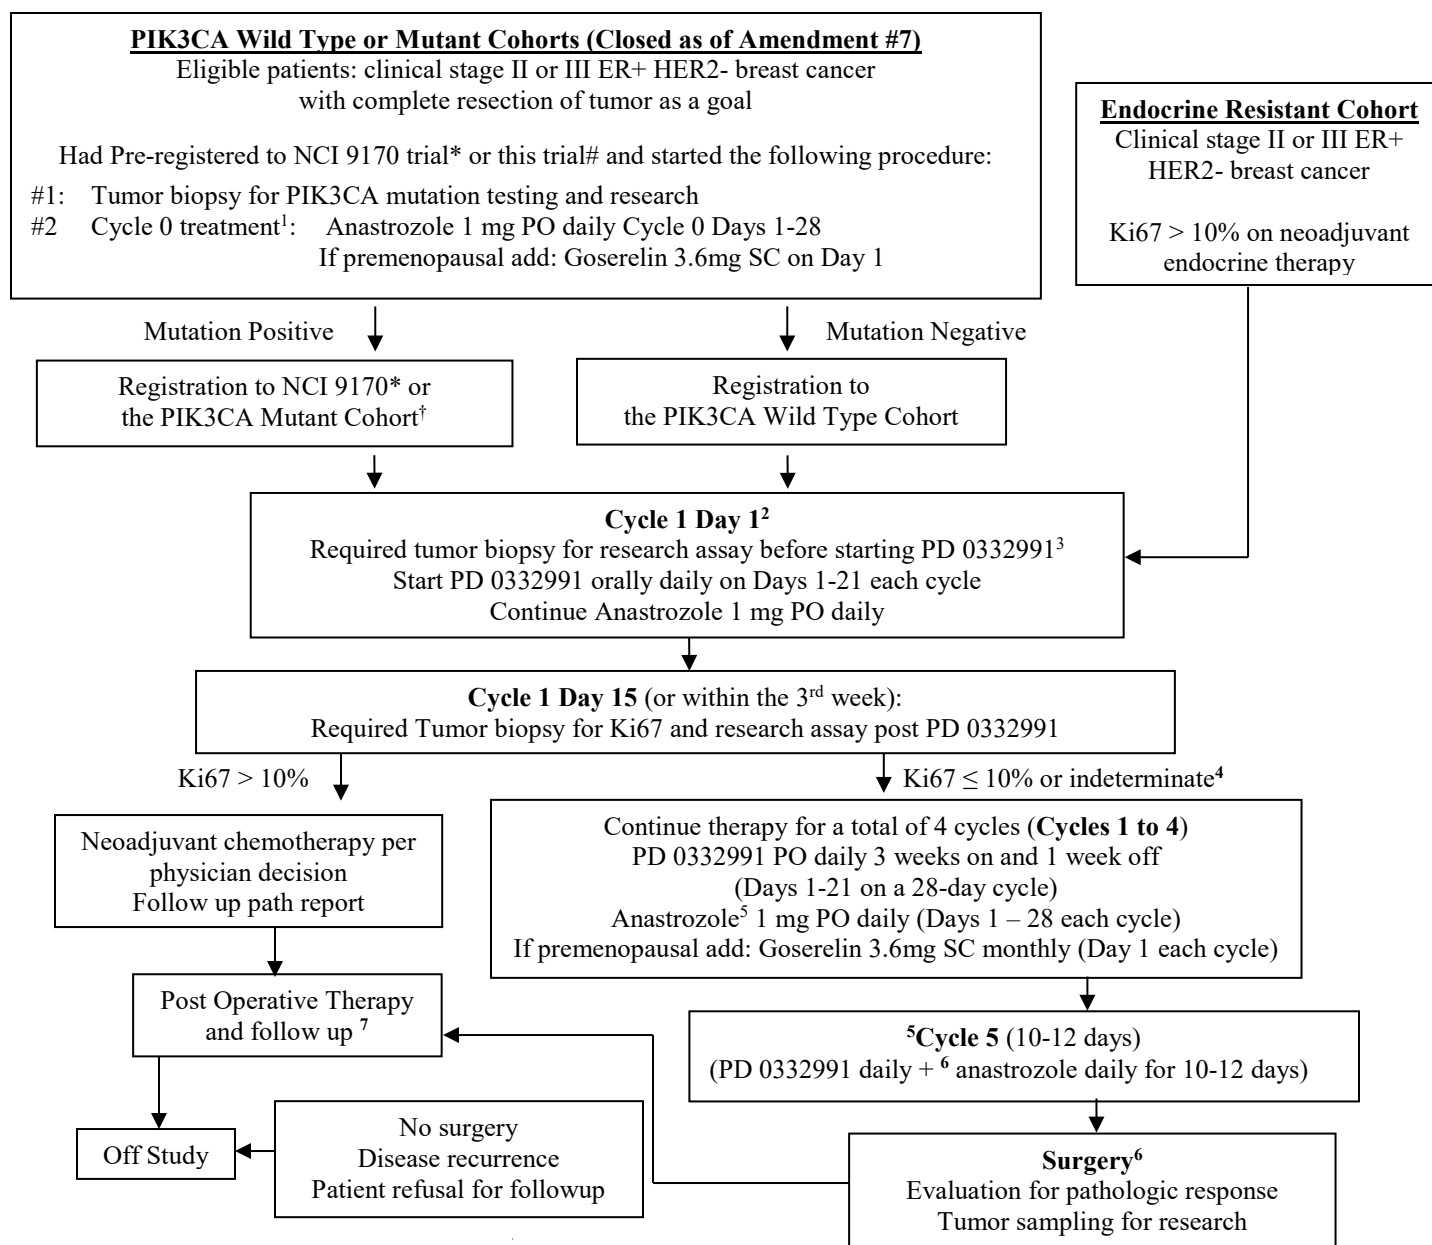 PIK3CA Wild Type or Mutant Cohorts (Closed as of Amendment #7)
Eligible patients: clinical stage II or III ER+ HER2- breast cancer
with complete resection of tumor as a goal
Had Pre-registered to NCI 9170 trial* or this trial# and started the following procedure:
#1: Tumor biopsy for PIK3CA mutation testing and research
#2 Cycle 0 treatment¹: Anastrozole 1 mg PO daily Cycle 0 Days 1-28
If premenopausal add: Goserelin 3.6mg SC on Day 1
Endocrine Resistant Cohort
Clinical stage II or III ER+
HER2- breast cancer
Ki67 > 10% on neoadjuvant
endocrine therapy
Mutation Positive
Mutation Negative
Registration to NCI 9170* or
the PIK3CA Mutant Cohort†
Registration to
the PIK3CA Wild Type Cohort
Cycle 1 Day 1²
Required tumor biopsy for research assay before starting PD 0332991³
Start PD 0332991 orally daily on Days 1-21 each cycle
Continue Anastrozole 1 mg PO daily
Cycle 1 Day 15 (or within the 3rd week):
Required Tumor biopsy for Ki67 and research assay post PD 0332991
Ki67 > 10%
Ki67 ≤ 10% or indeterminate⁴
Neoadjuvant chemotherapy per
physician decision
Follow up path report
Continue therapy for a total of 4 cycles (Cycles 1 to 4)
PD 0332991 PO daily 3 weeks on and 1 week off
(Days 1-21 on a 28-day cycle)
Anastrozole⁵ 1 mg PO daily (Days 1 – 28 each cycle)
If premenopausal add: Goserelin 3.6mg SC monthly (Day 1 each cycle)
Post Operative Therapy
and follow up ⁷
⁵Cycle 5 (10-12 days)
(PD 0332991 daily + ⁶ anastrozole daily for 10-12 days)
Off Study
No surgery
Disease recurrence
Patient refusal for followup
Surgery⁶
Evaluation for pathologic response
Tumor sampling for research